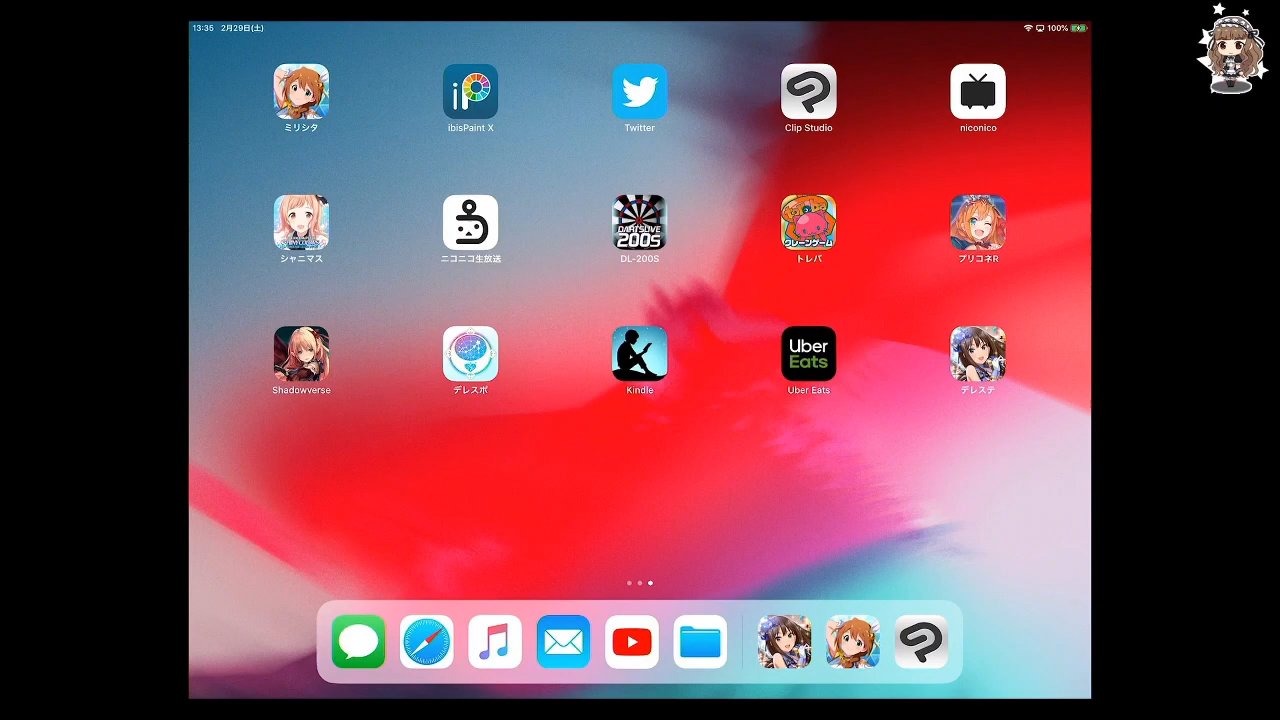 13:35 2月29日(土)
100%
ミリシタ
ibisPaint X
Twitter
Clip Studio
niconico
シャニマス
ニコニコ生放送
DARTSLIVE
200S
DL-200S
クレーンゲーム
トレバ
プリコネR
Shadowverse
デレスポ
Kindle
Uber
Eats
Uber Eats
デレステ